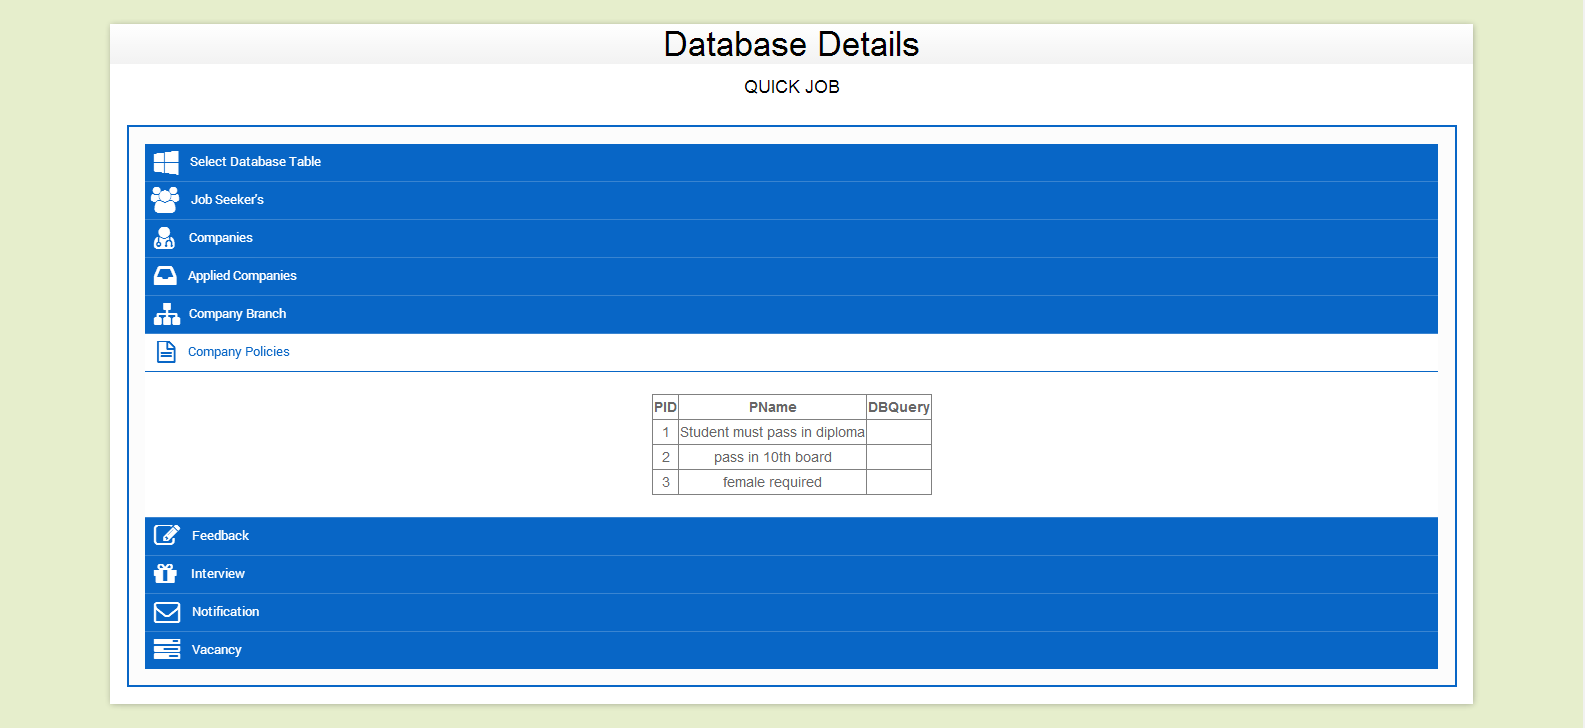 Database Details
QUICK JOB
Select Database Table
Job Seeker's
Companies
Applied Companies
Company Branch
Company Policies
PID PName DBQuery
1 Student must pass in diploma
2 pass in 10th board
3 female required
Feedback
Interview
Notification
Vacancy